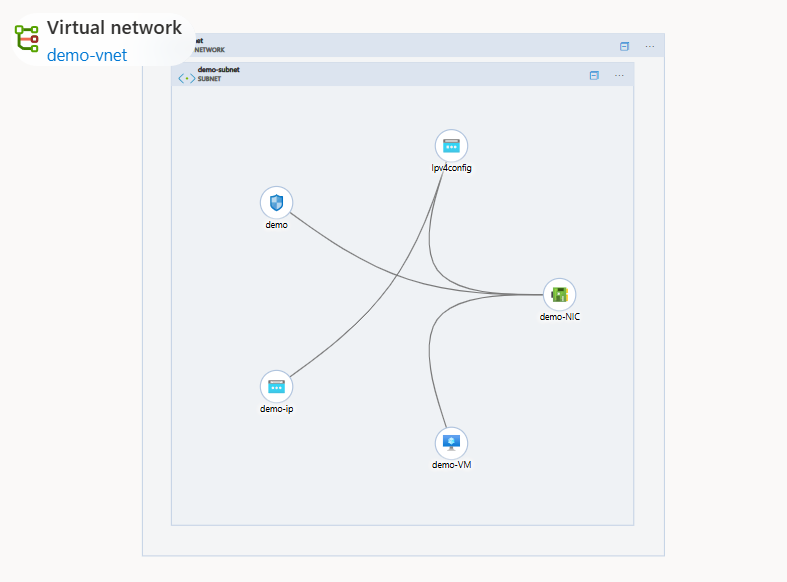 Virtual network
demo-vnet
NETWORK
demo-subnet
SUBNET
Ipv4config
demo
demo-NIC
demo-ip
demo-VM